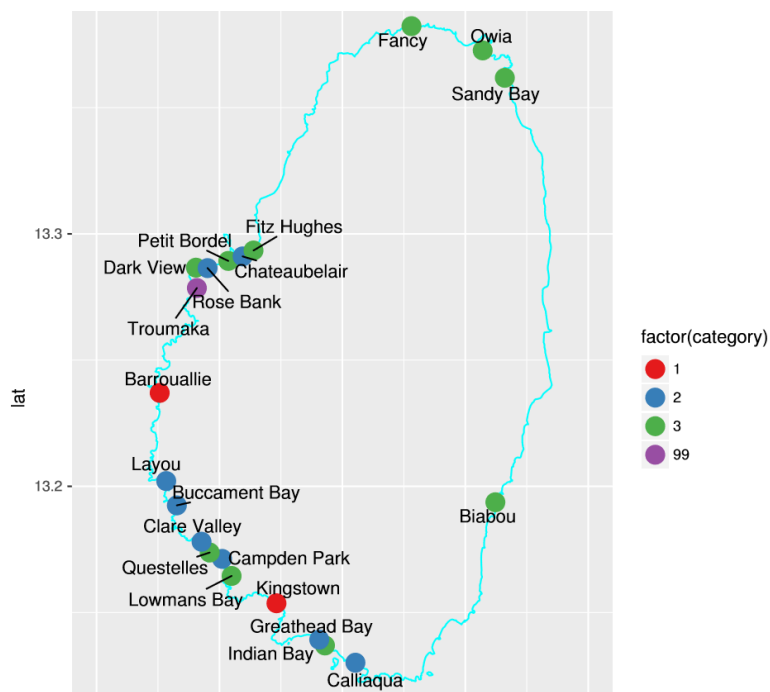 Fancy
Owia
Sandy Bay
13.3
Fitz Hughes
Petit Bordel
Dark View
Chateaubelair
Rose Bank
Troumaka
Barrouallie
lat
factor(category)
1
2
3
99
Layou
13.2
Buccament Bay
Biabou
Clare Valley
Campden Park
Questelles
Lowmans Bay
Kingstown
Greathead Bay
Indian Bay
Calliaqua